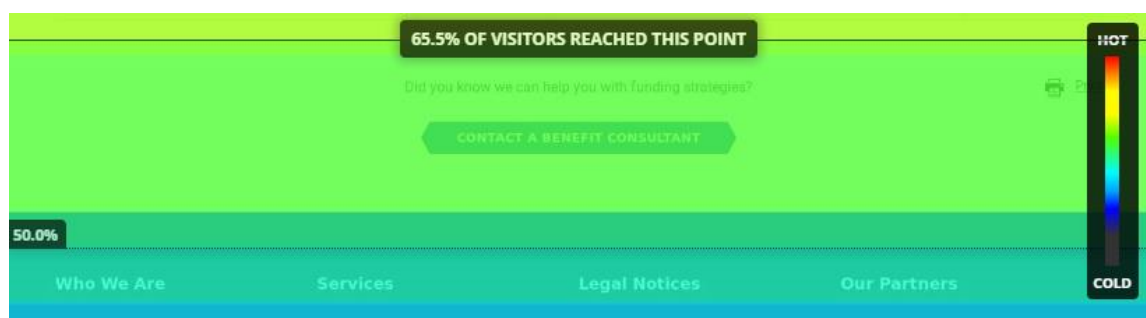 65.5% OF VISITORS REACHED THIS POINT
HOT
Did you know we can help you with funding strategies?
CONTACT A BENEFIT CONSULTANT
50.0%
Who We Are Services Legal Notices Our Partners
COLD